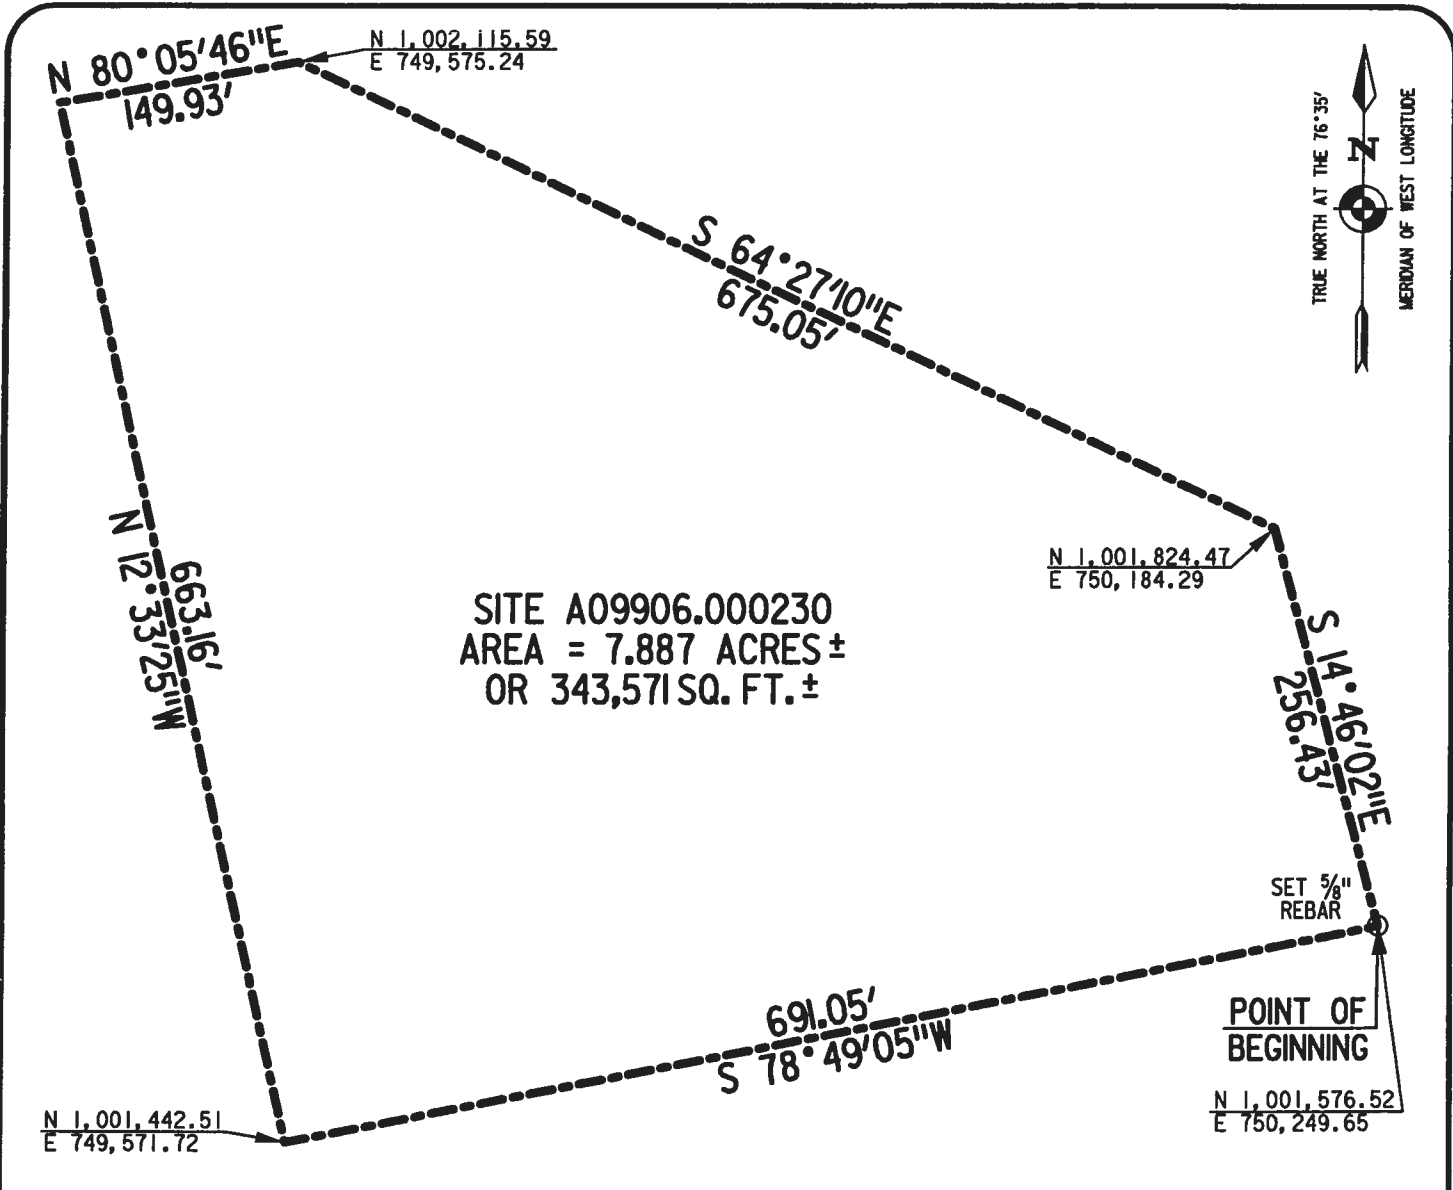 N 80°05'46"E
149.93'
N 1,002,115.59
E 749,575.24
TRUE NORTH AT THE 76°35'
MERIDIAN OF WEST LONGITUDE
N
S 64°27'10"E
675.05'
N 1,001,824.47
E 750,184.29
663.16'
N 12°33'25"W
SITE A09906.000230
AREA = 7.887 ACRES±
OR 343,571 SQ. FT.±
S 14°46'02"E
256.43'
SET 5/8"
REBAR
691.05'
S 78°49'05"W
POINT OF
BEGINNING
N 1,001,442.51
E 749,571.72
N 1,001,576.52
E 750,249.65